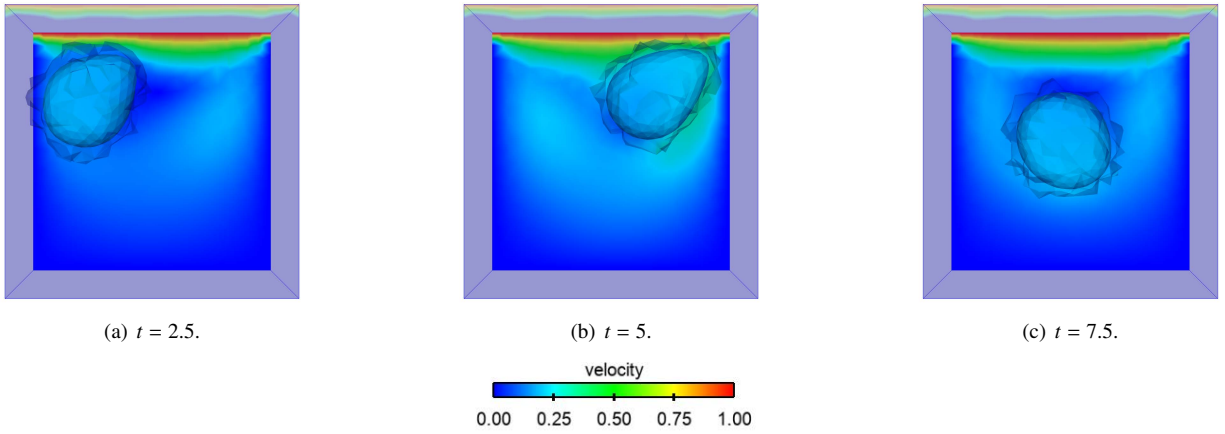 (a) t = 2.5.
(b) t = 5.
(c) t = 7.5.
velocity
0.00 0.25 0.50 0.75 1.00